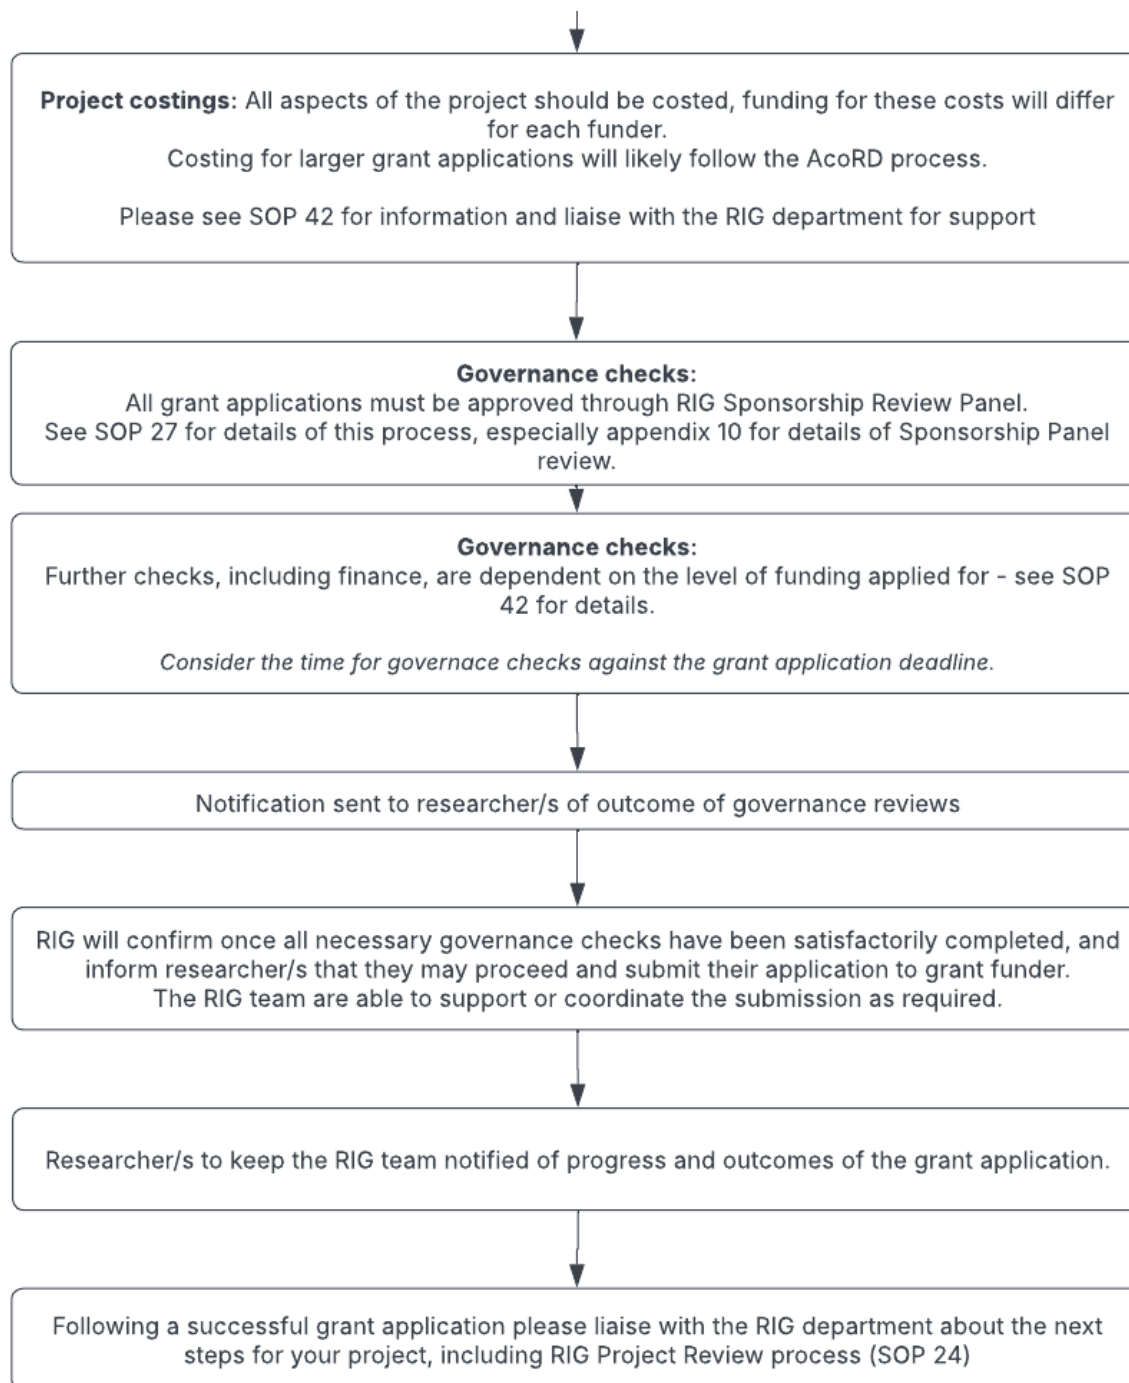 Project costings: All aspects of the project should be costed, funding for these costs will differ
for each funder.
Costing for larger grant applications will likely follow the AcoRD process.
Please see SOP 42 for information and liaise with the RIG department for support
Governance checks:
All grant applications must be approved through RIG Sponsorship Review Panel.
See SOP 27 for details of this process, especially appendix 10 for details of Sponsorship Panel
review.
Governance checks:
Further checks, including finance, are dependent on the level of funding applied for - see SOP
42 for details.
Consider the time for governace checks against the grant application deadline.
Notification sent to researcher/s of outcome of governance reviews
RIG will confirm once all necessary governance checks have been satisfactorily completed, and
inform researcher/s that they may proceed and submit their application to grant funder.
The RIG team are able to support or coordinate the submission as required.
Researcher/s to keep the RIG team notified of progress and outcomes of the grant application.
Following a successful grant application please liaise with the RIG department about the next
steps for your project, including RIG Project Review process (SOP 24)